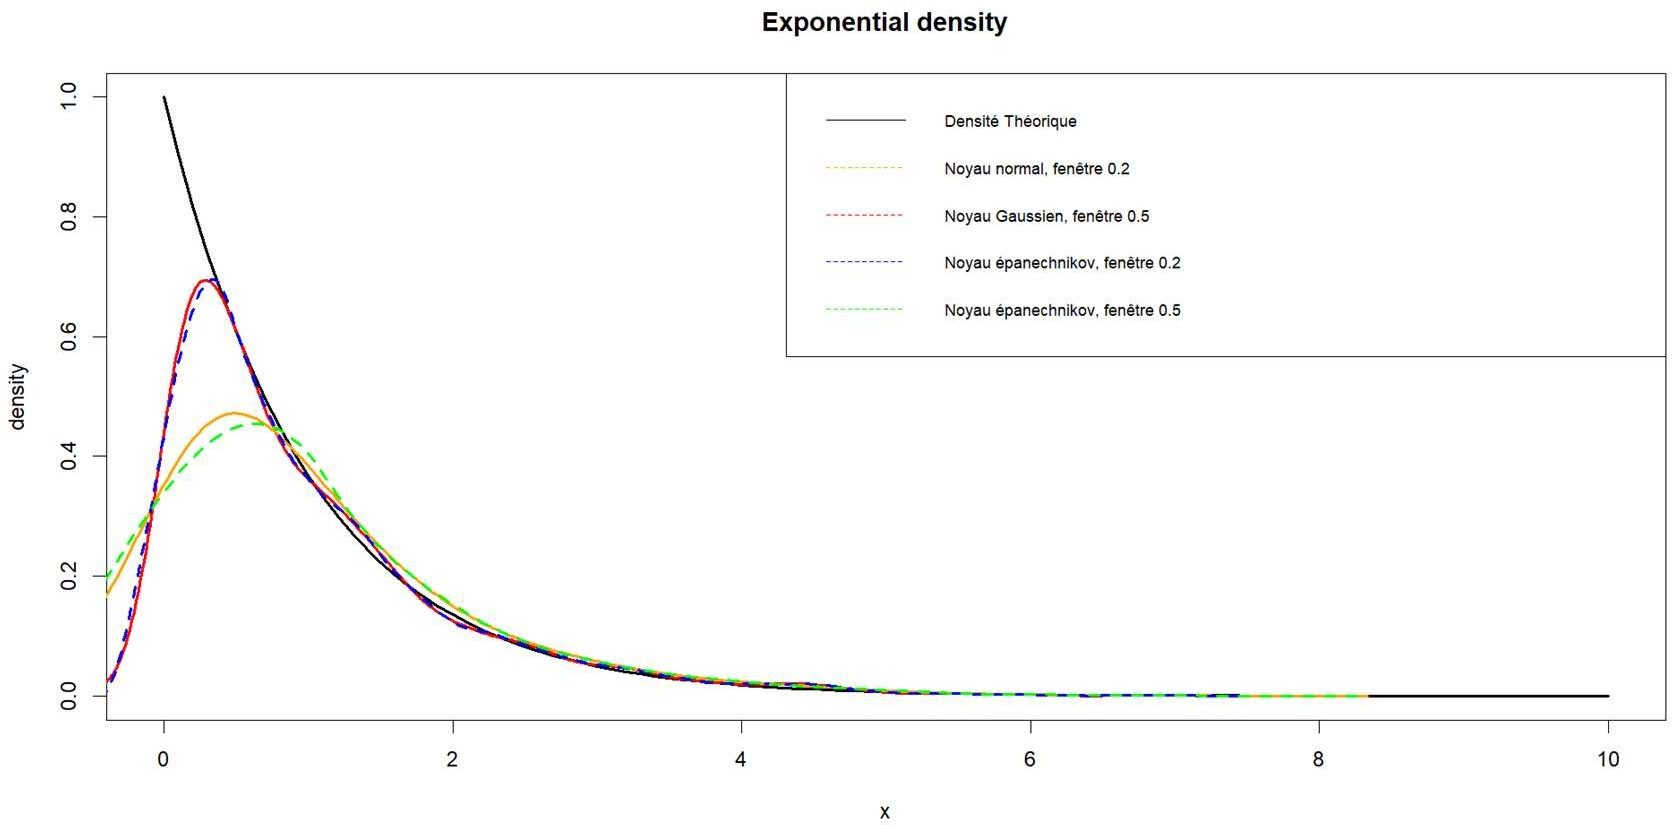 Exponential density
1.0
0.8
0.6
0.4
0.2
0.0
density
Densité Théorique
Noyau normal, fenêtre 0.2
Noyau Gaussien, fenêtre 0.5
Noyau épanechnikov, fenêtre 0.2
Noyau épanechnikov, fenêtre 0.5
0 2 4 6 8 10
x